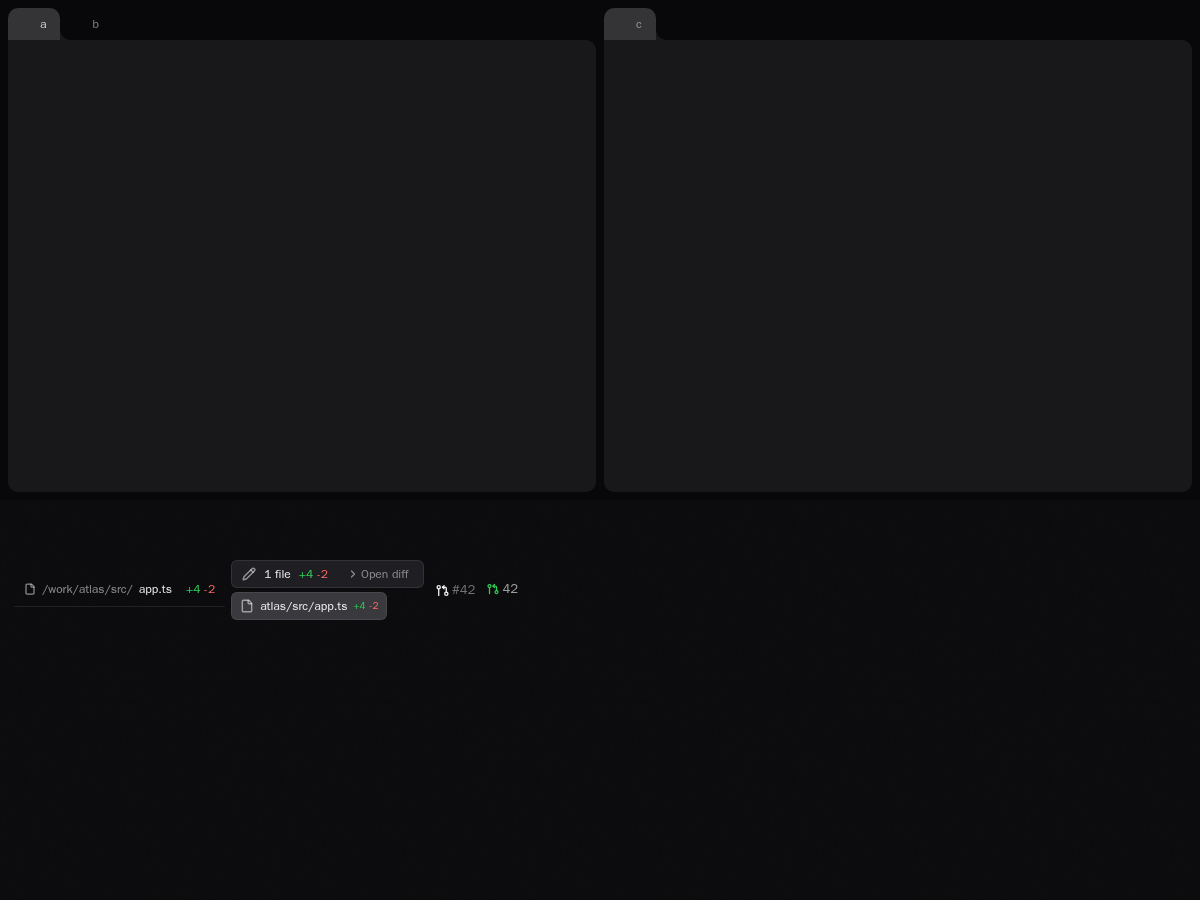 a b c
1 file +4 -2 Open diff
/work/atlas/src/ app.ts +4 -2
#42 42
atlas/src/app.ts +4 -2